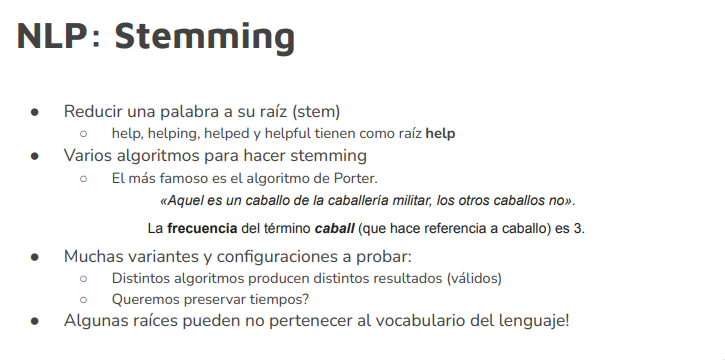 NLP: Stemming
● Reducir una palabra a su raíz (stem)
○ help, helping, helped y helpful tienen como raíz help
● Varios algoritmos para hacer stemming
○ El más famoso es el algoritmo de Porter.
«Aquel es un caballo de la caballería militar, los otros caballos no».
La frecuencia del término caball (que hace referencia a caballo) es 3.
● Muchas variantes y configuraciones a probar:
○ Distintos algoritmos producen distintos resultados (válidos)
○ Queremos preservar tiempos?
● Algunas raíces pueden no pertenecer al vocabulario del lenguaje!